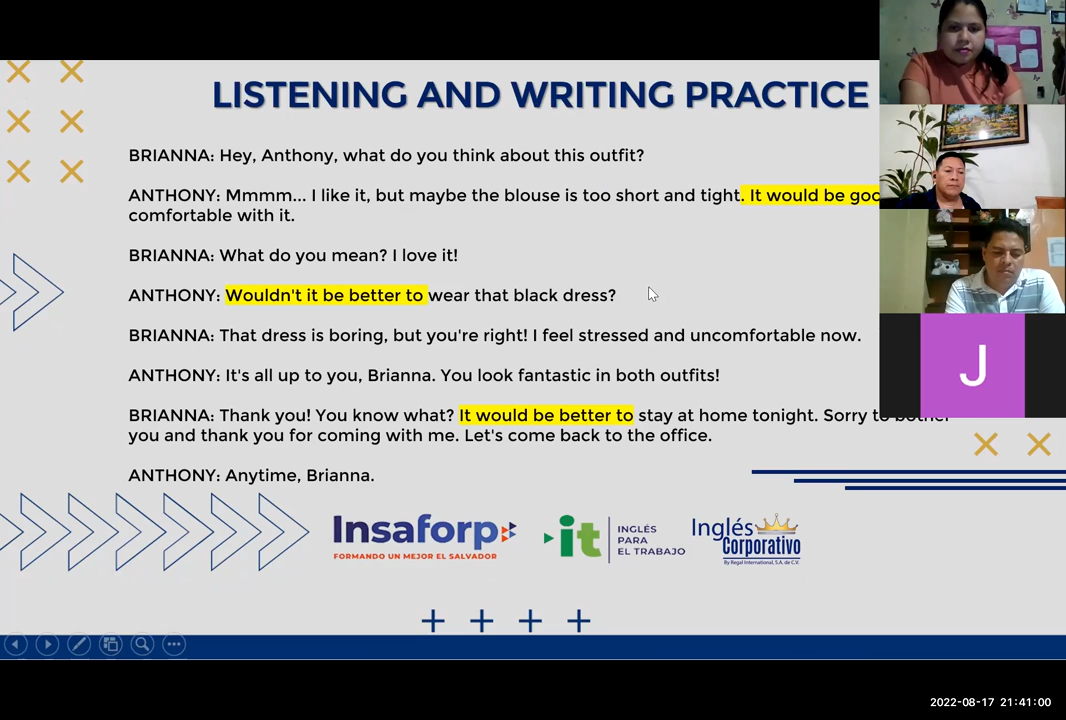 LISTENING AND WRITING PRACTICE
BRIANNA: Hey, Anthony, what do you think about this outfit?
ANTHONY: Mmmm... I like it, but maybe the blouse is too short and tight. It would be
comfortable with it.
BRIANNA: What do you mean? I love it!
ANTHONY: Wouldn't it be better to wear that black dress?
BRIANNA: That dress is boring, but you're right! I feel stressed and uncomfortable now.
ANTHONY: It's all up to you, Brianna. You look fantastic in both outfits!
BRIANNA: Thank you! You know what? It would be better to stay at home tonight. Sorry
you and thank you for coming with me. Let's come back to the office.
ANTHONY: Anytime, Brianna.
J
Insaforp
FORMANDO UN MEJOR EL SALVADOR
it
INGLÉS
PARA
EL TRABAJO
Inglés
Corporativo
By Regal International, S.A. de C.V.
2022-08-17 21:41:00